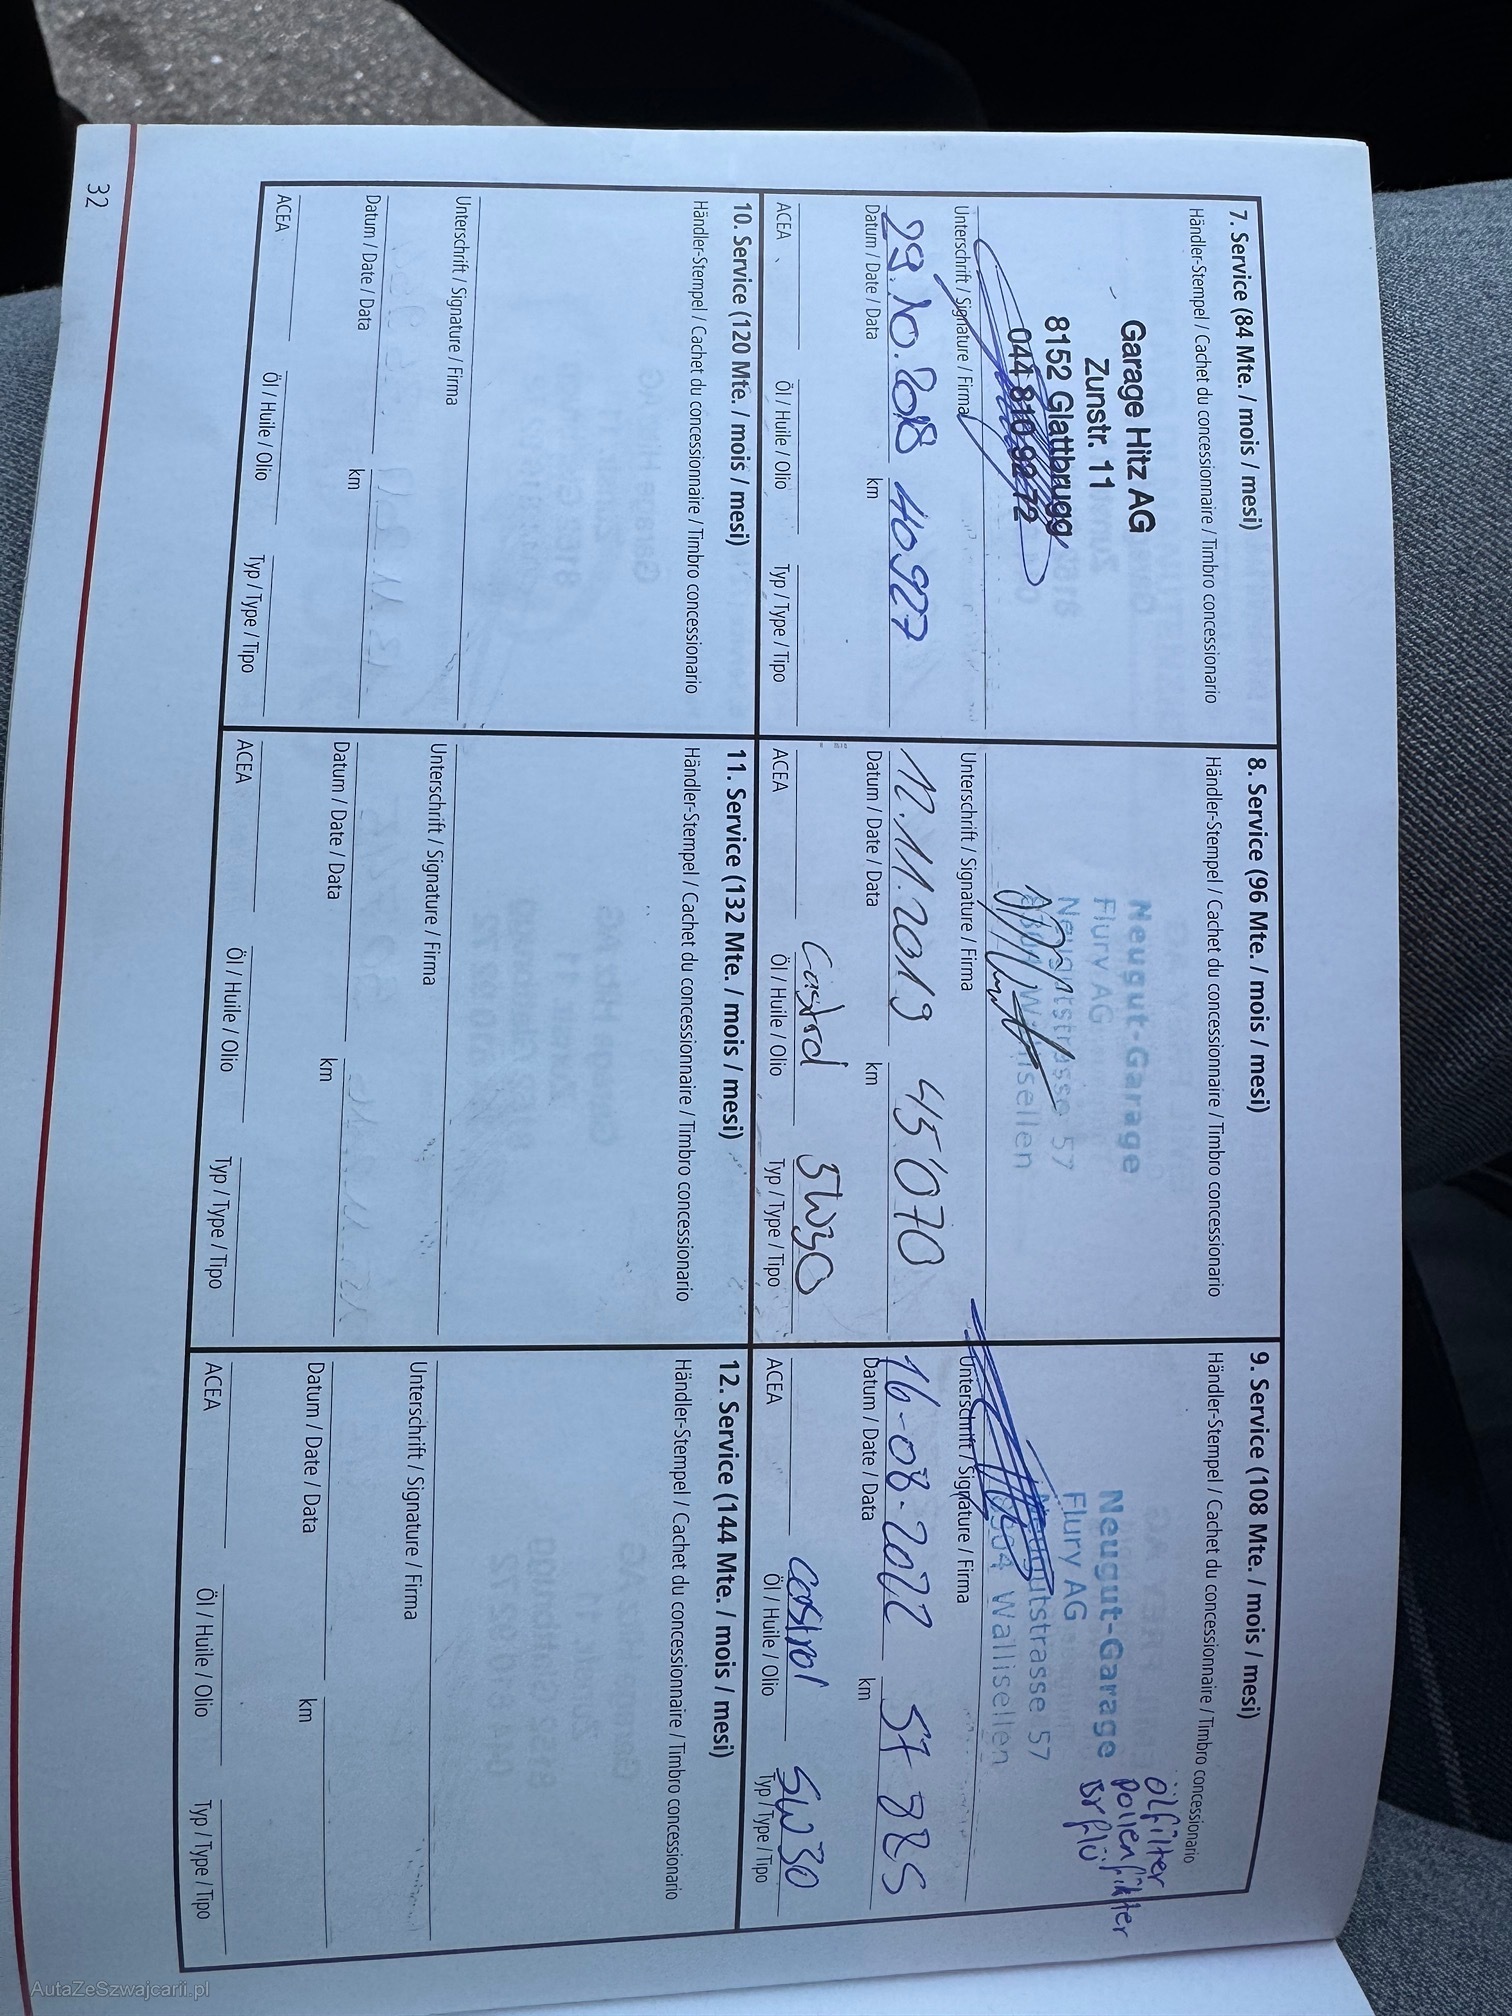 7. Service (84 Mte. / mois / mesi)
Händler-Stempel / Cachet du concessionnaire / Timbro concessionario
Garage Hitz AG
Zunstr. 11
8152 Glattbrugg
044 810 92 72
Unterschrift / Signature / Firma
29.10.2018 40.927
Datum / Date / Data km
ACEA Öl / Huile / Olio Typ / Type / Tipo
8. Service (96 Mte. / mois / mesi)
Händler-Stempel / Cachet du concessionnaire / Timbro concessionario
Neugut-Garage
Flury AG
Neugutstrasse 57
8304 Wallisellen
Unterschrift / Signature / Firma
12.11.2019 45'070
Datum / Date / Data km
Castrol 5W30
ACEA Öl / Huile / Olio Typ / Type / Tipo
9. Service (108 Mte. / mois / mesi)
Händler-Stempel / Cachet du concessionnaire / Timbro concessionario
Ölfilter
Pollenfilter
Brflü
Neugut-Garage
Flury AG
Neugutstrasse 57
8304 Wallisellen
Unterschrift / Signature / Firma
16-08-2022
Datum / Date / Data km
castrol 5W30
ACEA Öl / Huile / Olio Typ / Type / Tipo
10. Service (120 Mte. / mois / mesi)
Händler-Stempel / Cachet du concessionnaire / Timbro concessionario
Unterschrift / Signature / Firma
Datum / Date / Data km
ACEA Öl / Huile / Olio Typ / Type / Tipo
11. Service (132 Mte. / mois / mesi)
Händler-Stempel / Cachet du concessionnaire / Timbro concessionario
Unterschrift / Signature / Firma
Datum / Date / Data km
ACEA Öl / Huile / Olio Typ / Type / Tipo
12. Service (144 Mte. / mois / mesi)
Händler-Stempel / Cachet du concessionnaire / Timbro concessionario
Unterschrift / Signature / Firma
Datum / Date / Data km
ACEA Öl / Huile / Olio Typ / Type / Tipo
32
AutaZeSzwajcarii.pl